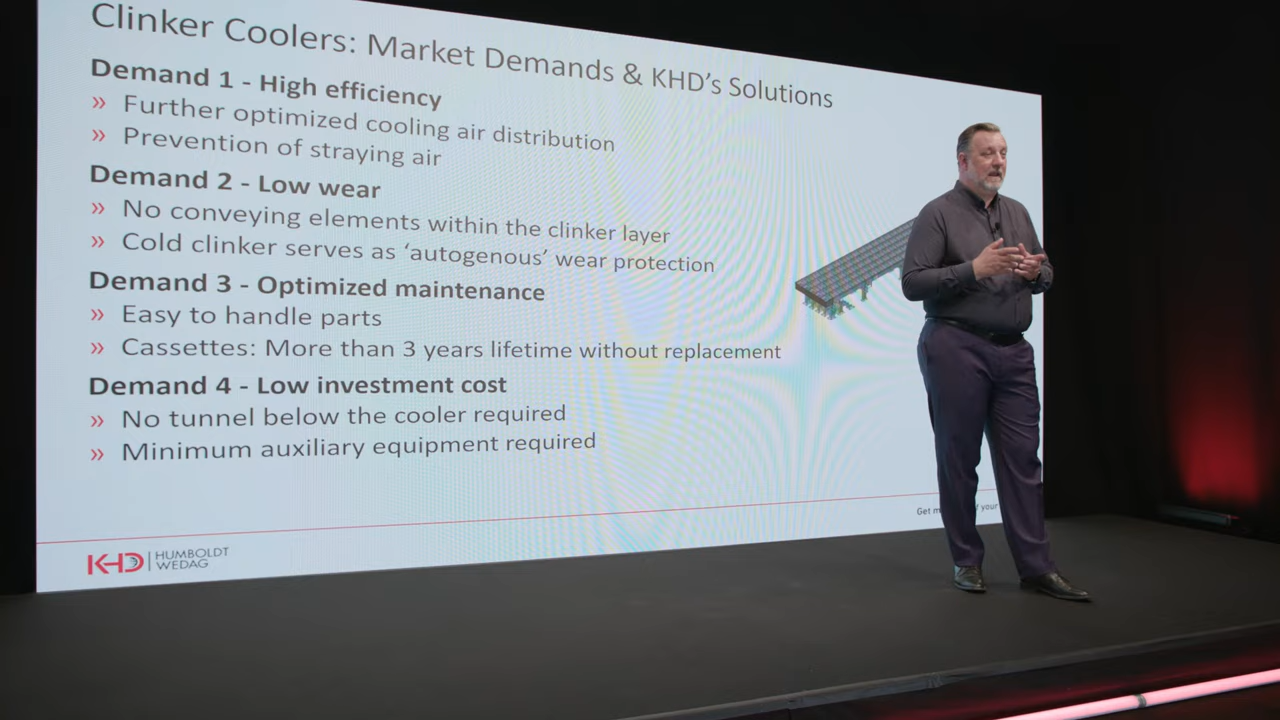 Clinker Coolers: Market Demands & KHD's Solutions
Demand 1 - High efficiency
» Further optimized cooling air distribution
» Prevention of straying air
Demand 2 - Low wear
» No conveying elements within the clinker layer
» Cold clinker serves as ‘autogenous’ wear protection
Demand 3 - Optimized maintenance
» Easy to handle parts
» Cassettes: More than 3 years lifetime without replacement
Demand 4 - Low investment cost
» No tunnel below the cooler required
» Minimum auxiliary equipment required
Get your
KHD HUMBOLDT
WEDAG